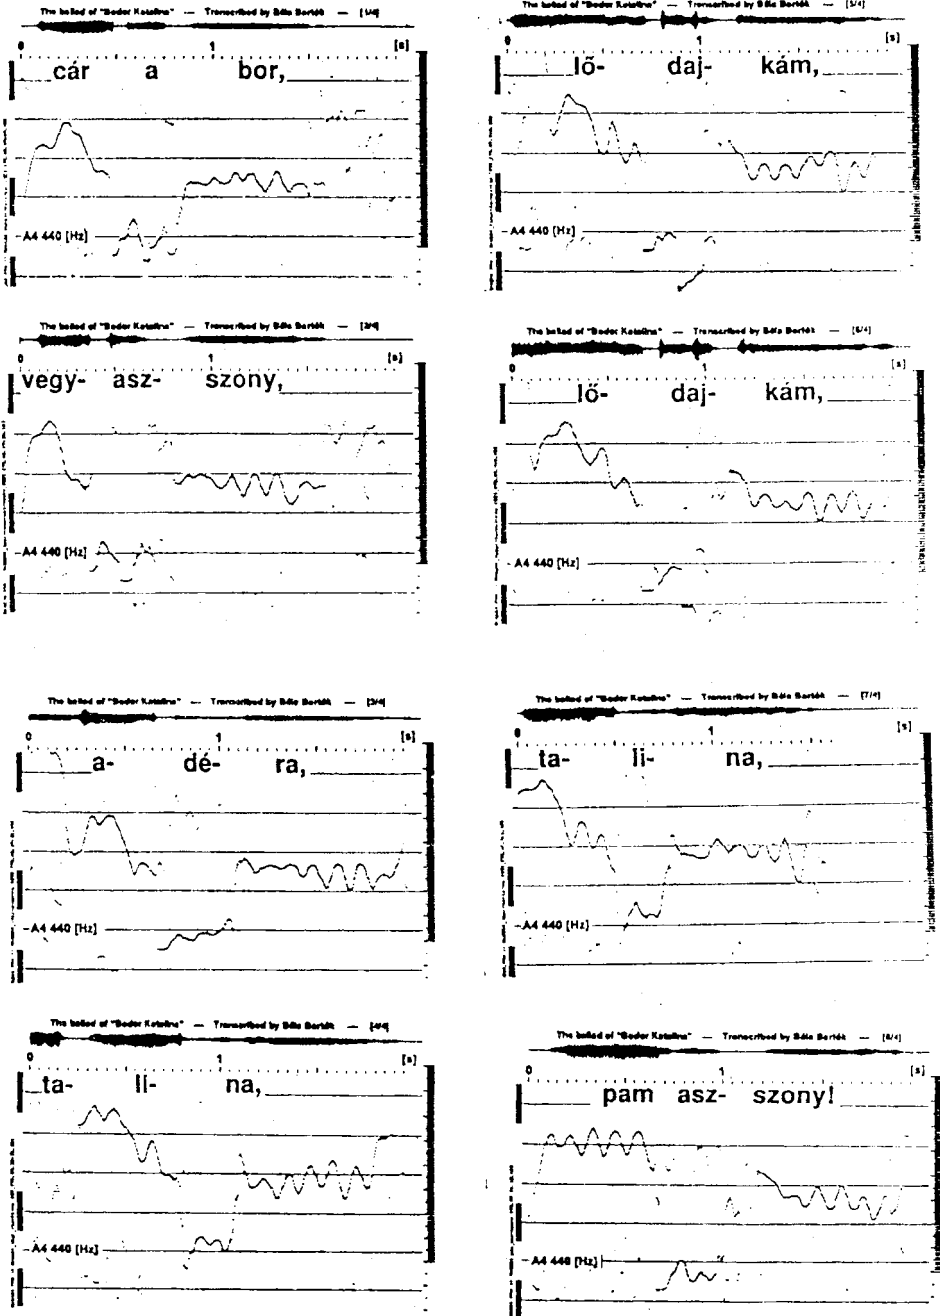 The ballad of "Bodor Katalina" — Transcribed by Béla Bartók — [1/4]
0 1 [s]
cár a bor,
A4 440 [Hz]
The ballad of "Bodor Katalina" — Transcribed by Béla Bartók — [2/4]
0 1 [s]
vegy- asz- szony,
A4 440 [Hz]
The ballad of "Bodor Katalina" — Transcribed by Béla Bartók — [3/4]
0 1 [s]
a- dé- ra,
A4 440 [Hz]
The ballad of "Bodor Katalina" — Transcribed by Béla Bartók — [4/4]
0 1 [s]
ta- li- na,
A4 440 [Hz]
The ballad of "Bodor Katalina" — Transcribed by Béla Bartók — [5/4]
0 1 [s]
lő- daj- kám,
A4 440 [Hz]
The ballad of "Bodor Katalina" — Transcribed by Béla Bartók — [6/4]
0 1 [s]
lő- daj- kám,
A4 440 [Hz]
The ballad of "Bodor Katalina" — Transcribed by Béla Bartók — [7/4]
0 1 [s]
ta- li- na,
A4 440 [Hz]
The ballad of "Bodor Katalina" — Transcribed by Béla Bartók — [8/4]
0 1 [s]
pam asz- szony!
A4 440 [Hz]